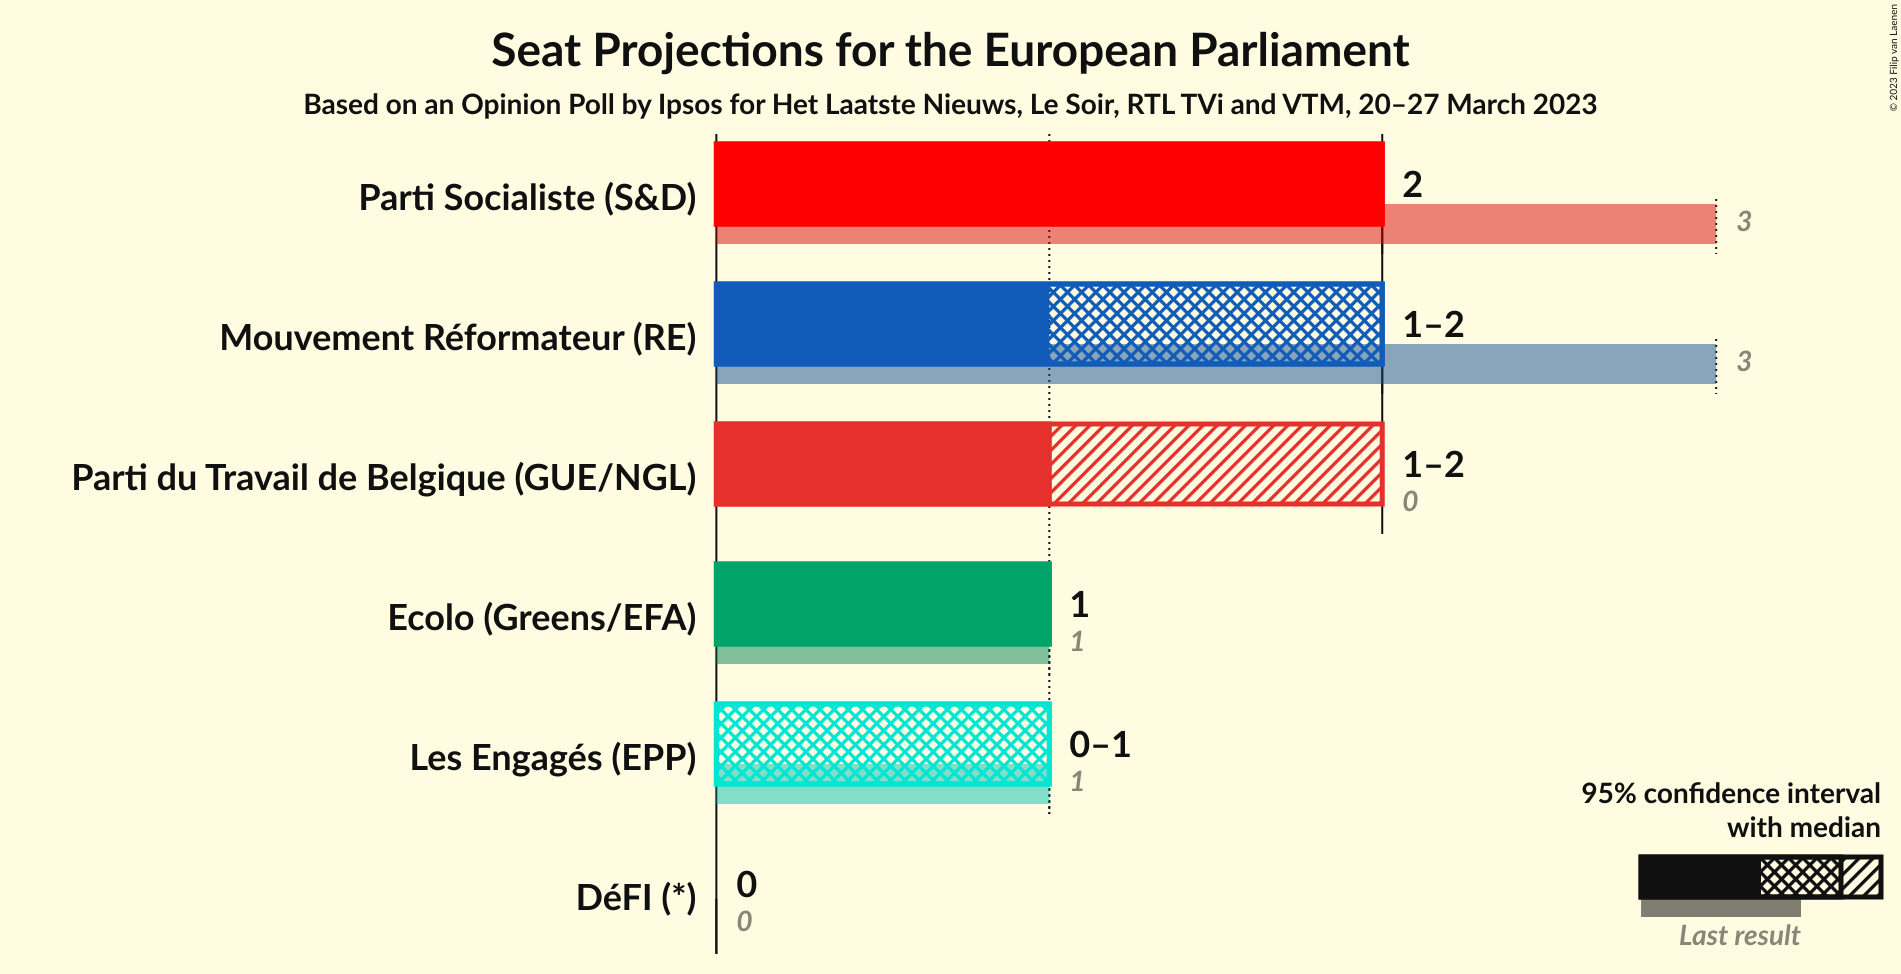 Seat Projections for the European Parliament
Based on an Opinion Poll by Ipsos for Het Laatste Nieuws, Le Soir, RTL TVi and VTM, 20–27 March 2023
© 2023 Filip van Laenen
Parti Socialiste (S&D)
2
3
Mouvement Réformateur (RE)
1–2
3
Parti du Travail de Belgique (GUE/NGL)
1–2
0
Ecolo (Greens/EFA)
1
1
Les Engagés (EPP)
0–1
1
DéFI (*)
0
0
95% confidence interval
with median
Last result